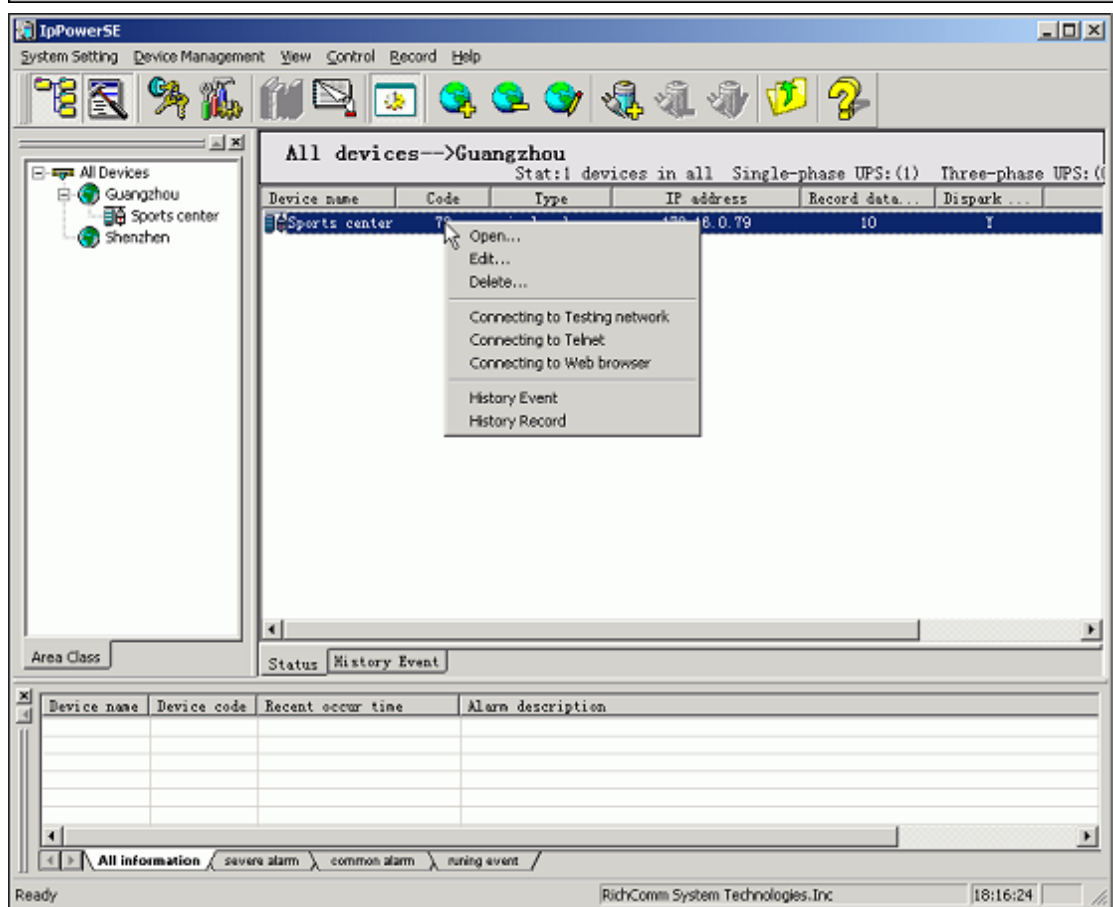 IpPowerSE
System Setting Device Management View Control Record Help
All Devices
Guangzhou
Sports center
Shenzhen
Area Class
All devices-->Guangzhou
Stat:1 devices in all Single-phase UPS:(1) Three-phase UPS:(
Device name Code Type IP address Record data... Dispark ...
Sports center 6.0.79 10 Y
Open...
Edit...
Delete...
Connecting to Testing network
Connecting to Telnet
Connecting to Web browser
History Event
History Record
Status History Event
Device name Device code Recent occur time Alarm description
All information severe alarm common alarm runing event
Ready RichComm System Technologies.Inc 18:16:24